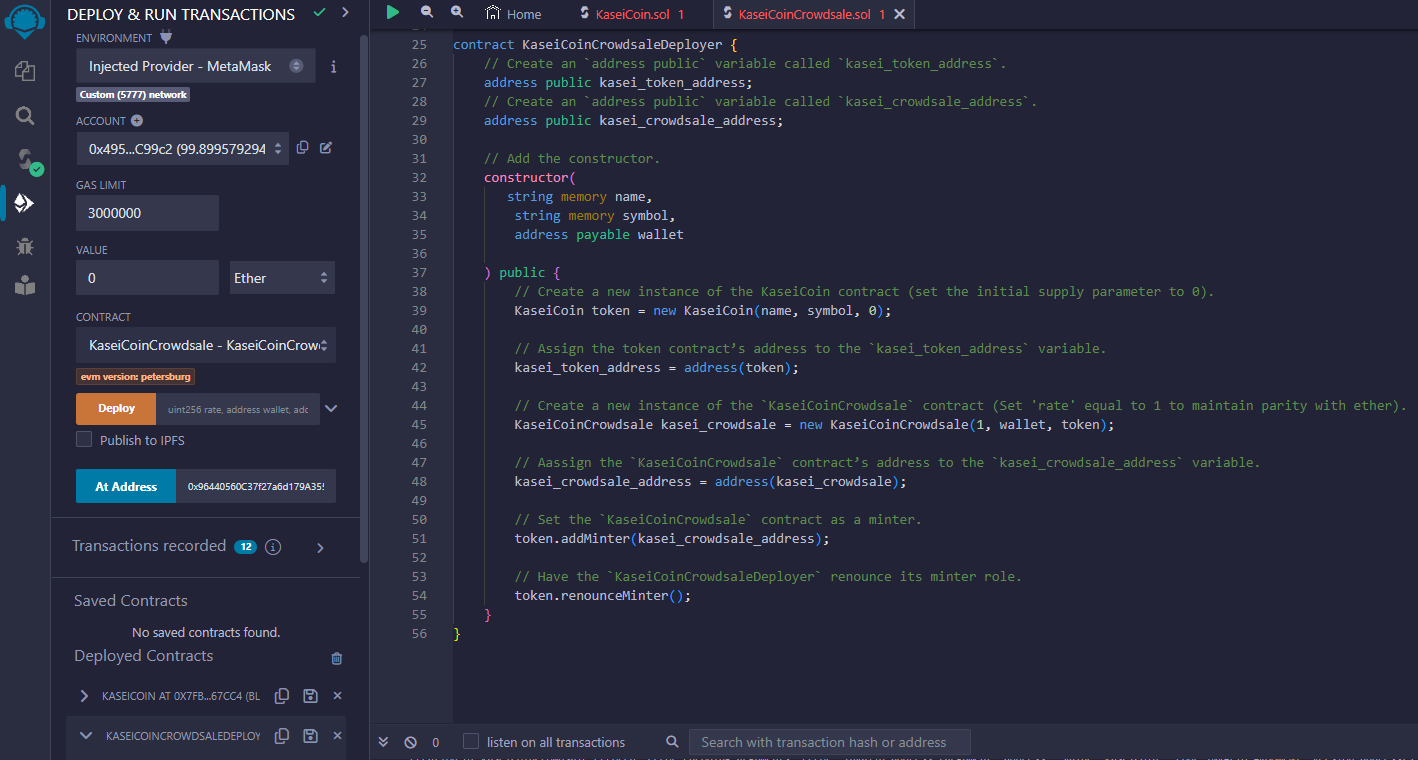 DEPLOY & RUN TRANSACTIONS
ENVIRONMENT
Injected Provider - MetaMask
Custom (5777) network
ACCOUNT
0x495...C99c2 (99.899579294
GAS LIMIT
3000000
VALUE
0
Ether
CONTRACT
KaseiCoinCrowdsale - KaseiCoinCrow
evm version: petersburg
Deploy
uint256 rate, address wallet, adc
Publish to IPFS
At Address
0x96440560C37f27a6d179A35!
Transactions recorded 12
Saved Contracts
No saved contracts found.
Deployed Contracts
KASEICOIN AT 0X7FB...67CC4 (BL
KASEICOINCROWDSALEDEPLOY
Home
KaseiCoin.sol 1
KaseiCoinCrowdsale.sol 1
25 contract KaseiCoinCrowdsaleDeployer {
26 // Create an `address public` variable called `kasei_token_address`.
27 address public kasei_token_address;
28 // Create an `address public` variable called `kasei_crowdsale_address`.
29 address public kasei_crowdsale_address;
30
31 // Add the constructor.
32 constructor(
33 string memory name,
34 string memory symbol,
35 address payable wallet
36
37 ) public {
38 // Create a new instance of the KaseiCoin contract (set the initial supply parameter to 0).
39 KaseiCoin token = new KaseiCoin(name, symbol, 0);
40
41 // Assign the token contract’s address to the `kasei_token_address` variable.
42 kasei_token_address = address(token);
43
44 // Create a new instance of the `KaseiCoinCrowdsale` contract (Set 'rate' equal to 1 to maintain parity with ether).
45 KaseiCoinCrowdsale kasei_crowdsale = new KaseiCoinCrowdsale(1, wallet, token);
46
47 // Aassign the `KaseiCoinCrowdsale` contract’s address to the `kasei_crowdsale_address` variable.
48 kasei_crowdsale_address = address(kasei_crowdsale);
49
50 // Set the `KaseiCoinCrowdsale` contract as a minter.
51 token.addMinter(kasei_crowdsale_address);
52
53 // Have the `KaseiCoinCrowdsaleDeployer` renounce its minter role.
54 token.renounceMinter();
55 }
56 }
0
listen on all transactions
Search with transaction hash or address